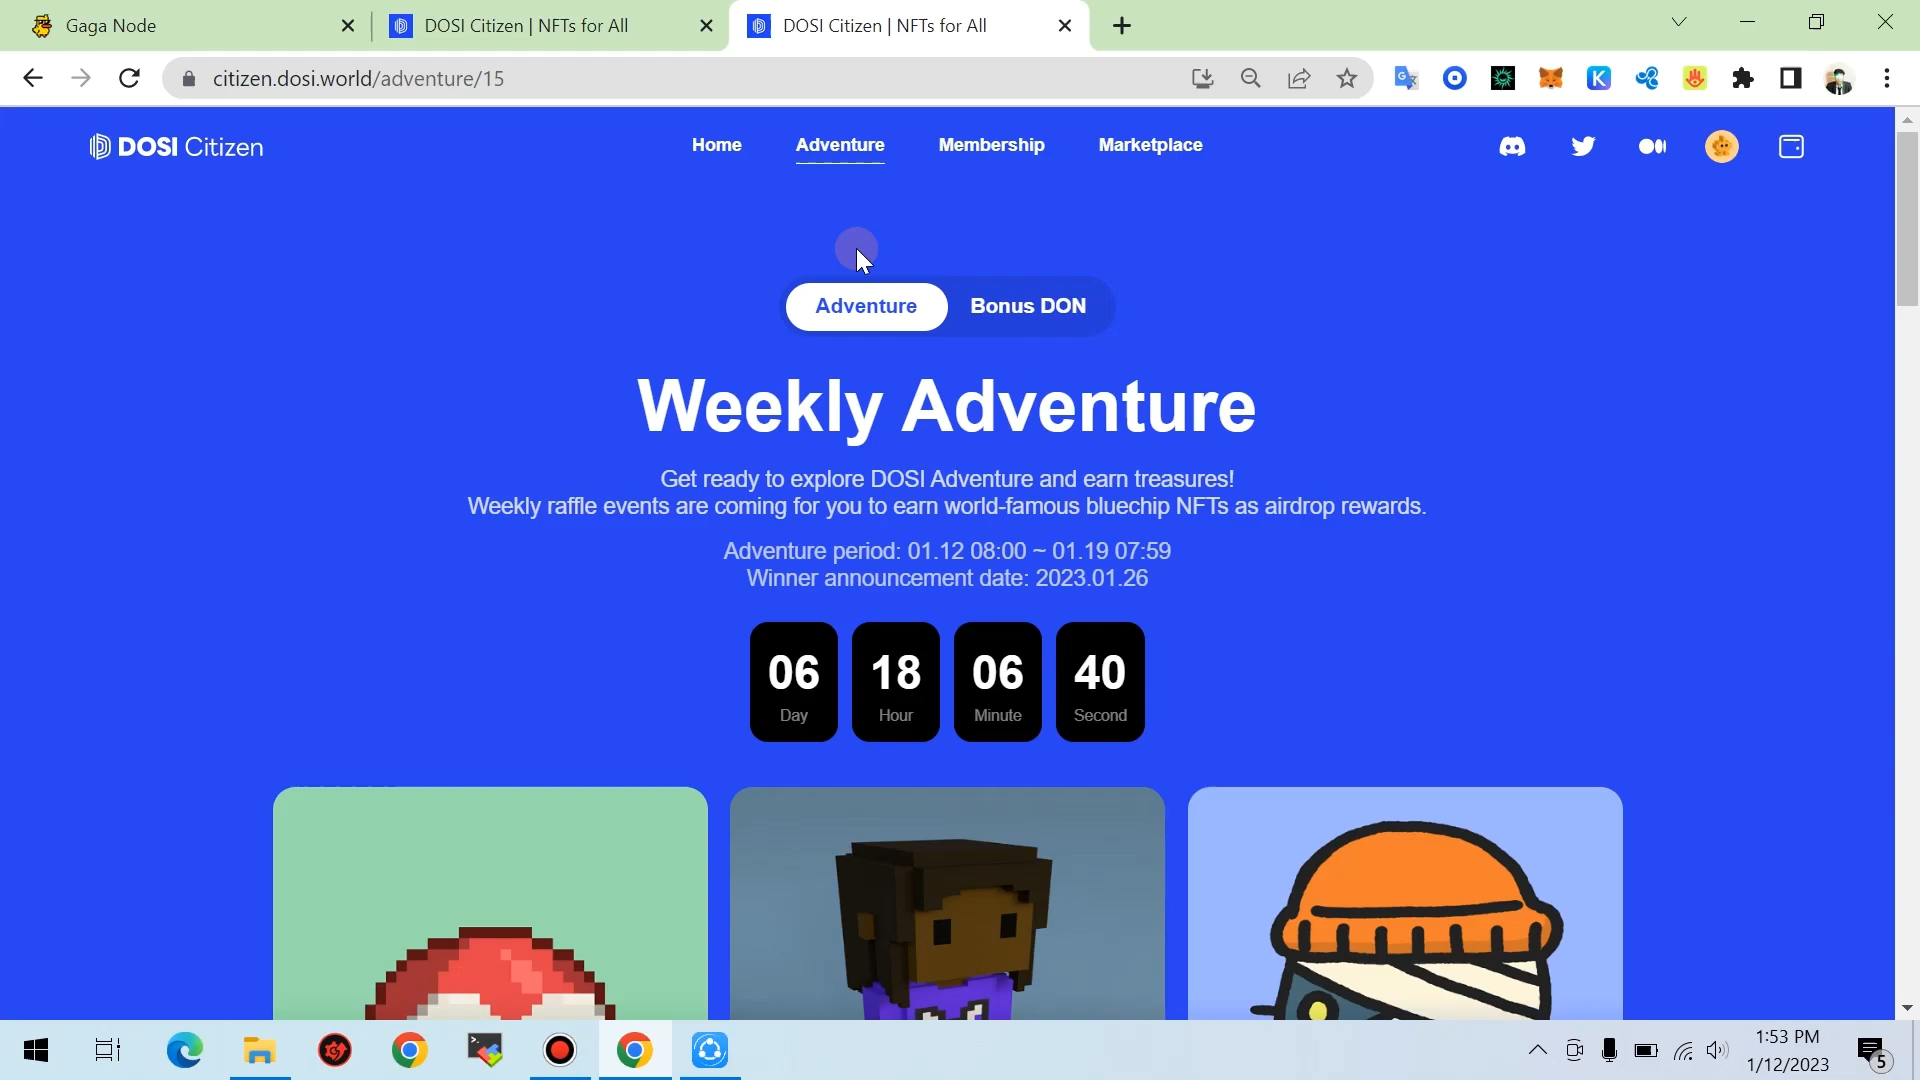 Gaga Node
DOSI Citizen | NFTs for All
DOSI Citizen | NFTs for All
citizen.dosi.world/adventure/15
DOSI Citizen
Home
Adventure
Membership
Marketplace
Adventure
Bonus DON
Weekly Adventure
Get ready to explore DOSI Adventure and earn treasures!
Weekly raffle events are coming for you to earn world-famous bluechip NFTs as airdrop rewards.
Adventure period: 01.12 08:00 ~ 01.19 07:59
Winner announcement date: 2023.01.26
06 18 06 40
Day Hour Minute Second
1:53 PM
1/12/2023
5